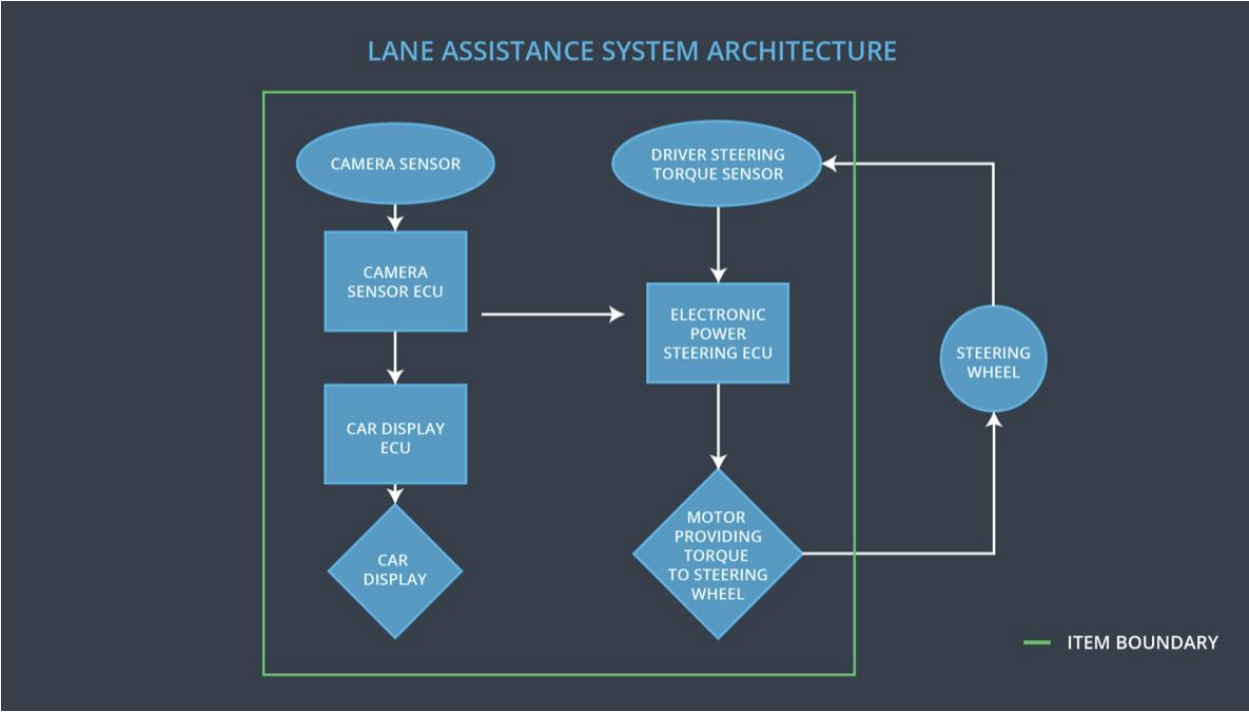 LANE ASSISTANCE SYSTEM ARCHITECTURE
CAMERA SENSOR
CAMERA
SENSOR ECU
CAR DISPLAY
ECU
CAR
DISPLAY
DRIVER STEERING
TORQUE SENSOR
ELECTRONIC
POWER
STEERING ECU
MOTOR
PROVIDING
TORQUE
TO STEERING
WHEEL
STEERING
WHEEL
ITEM BOUNDARY